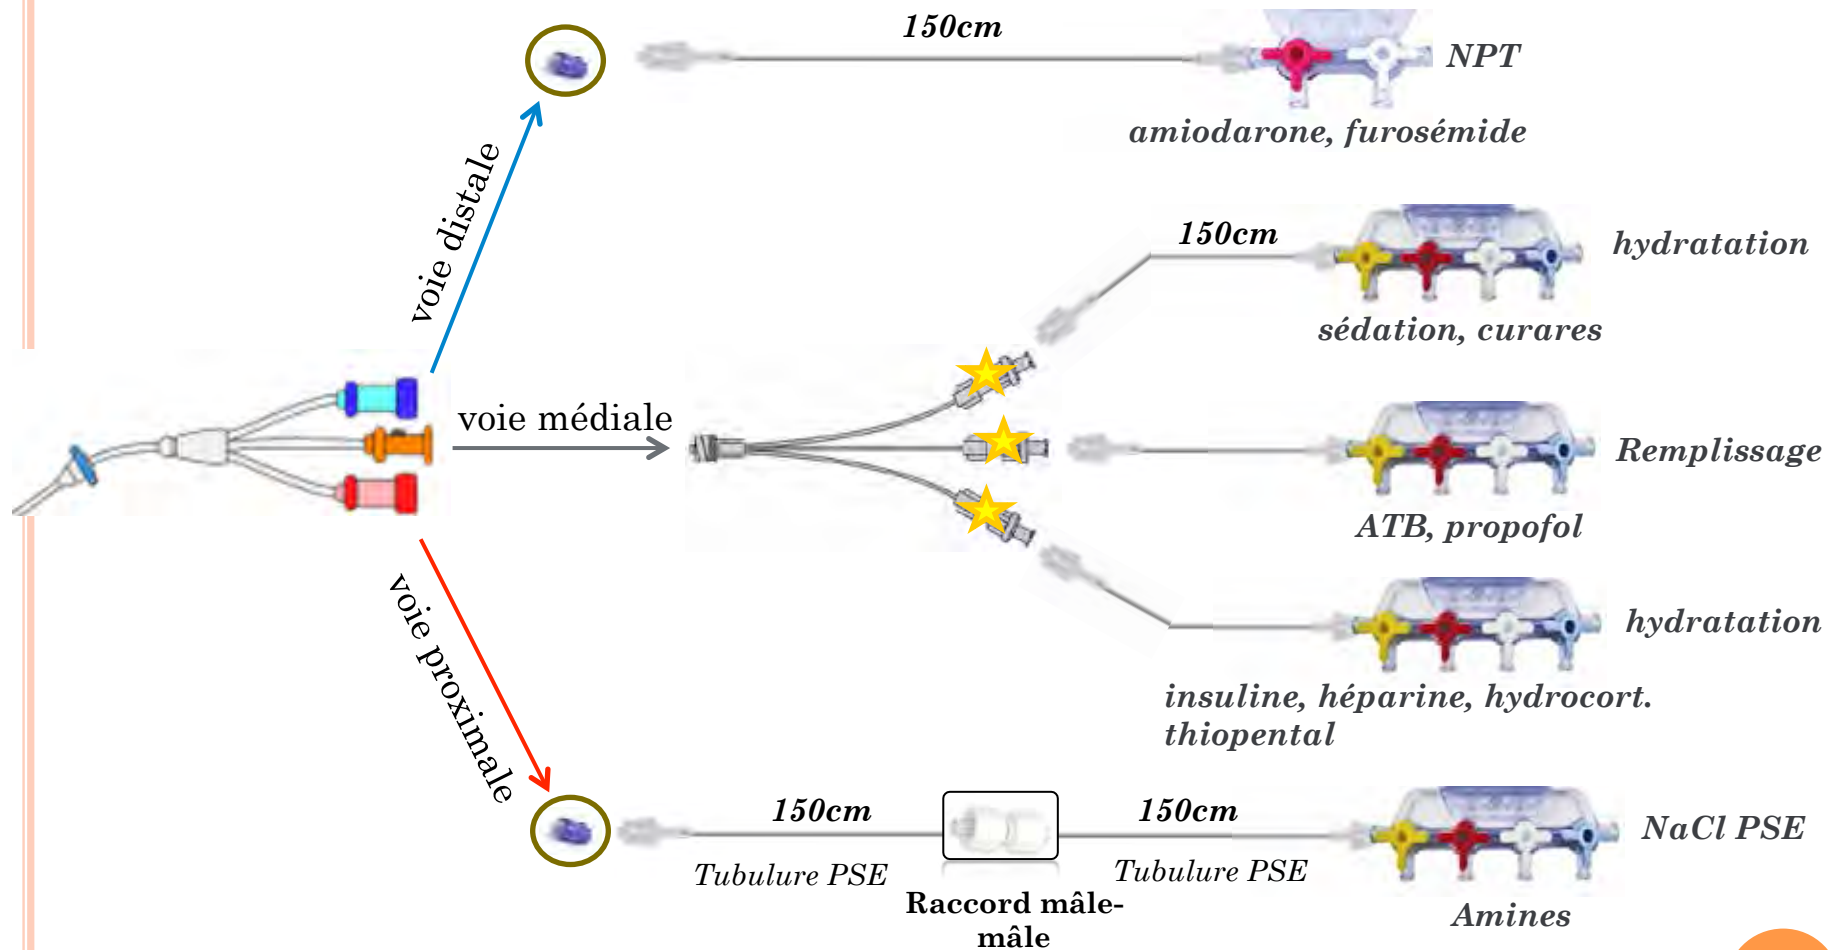 150cm
NPT
amiodarone, furosémide
voie distale
150cm
hydratation
sédation, curares
voie médiale
Remplissage
ATB, propofol
voie proximale
hydratation
insuline, héparine, hydrocort.
thiopental
150cm
150cm
NaCl PSE
Tubulure PSE
Tubulure PSE
Raccord mâle-
mâle
Amines